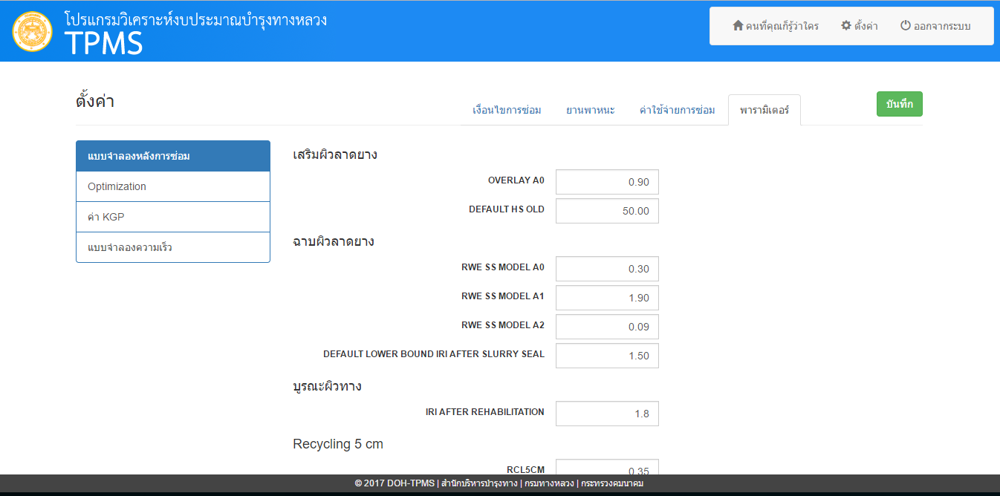 โปรแกรมวิเคราะห์งบประมาณบำรุงทางหลวง
TPMS
คนที่คุณก็รู้ว่าใคร ตั้งค่า ออกจากระบบ
ตั้งค่า
เงื่อนไขการซ่อม ยานพาหนะ ค่าใช้จ่ายการซ่อม พารามิเตอร์ บันทึก
แบบจำลองหลังการซ่อม
Optimization
ค่า KGP
แบบจำลองความเร็ว
เสริมผิวลาดยาง
OVERLAY A0 0.90
DEFAULT HS OLD 50.00
ฉาบผิวลาดยาง
RWE SS MODEL A0 0.30
RWE SS MODEL A1 1.90
RWE SS MODEL A2 0.09
DEFAULT LOWER BOUND IRI AFTER SLURRY SEAL 1.50
บูรณะผิวทาง
IRI AFTER REHABILITATION 1.8
Recycling 5 cm
RCL5CM 0.35
© 2017 DOH-TPMS | สำนักบริหารบำรุงทาง | กรมทางหลวง | กระทรวงคมนาคม